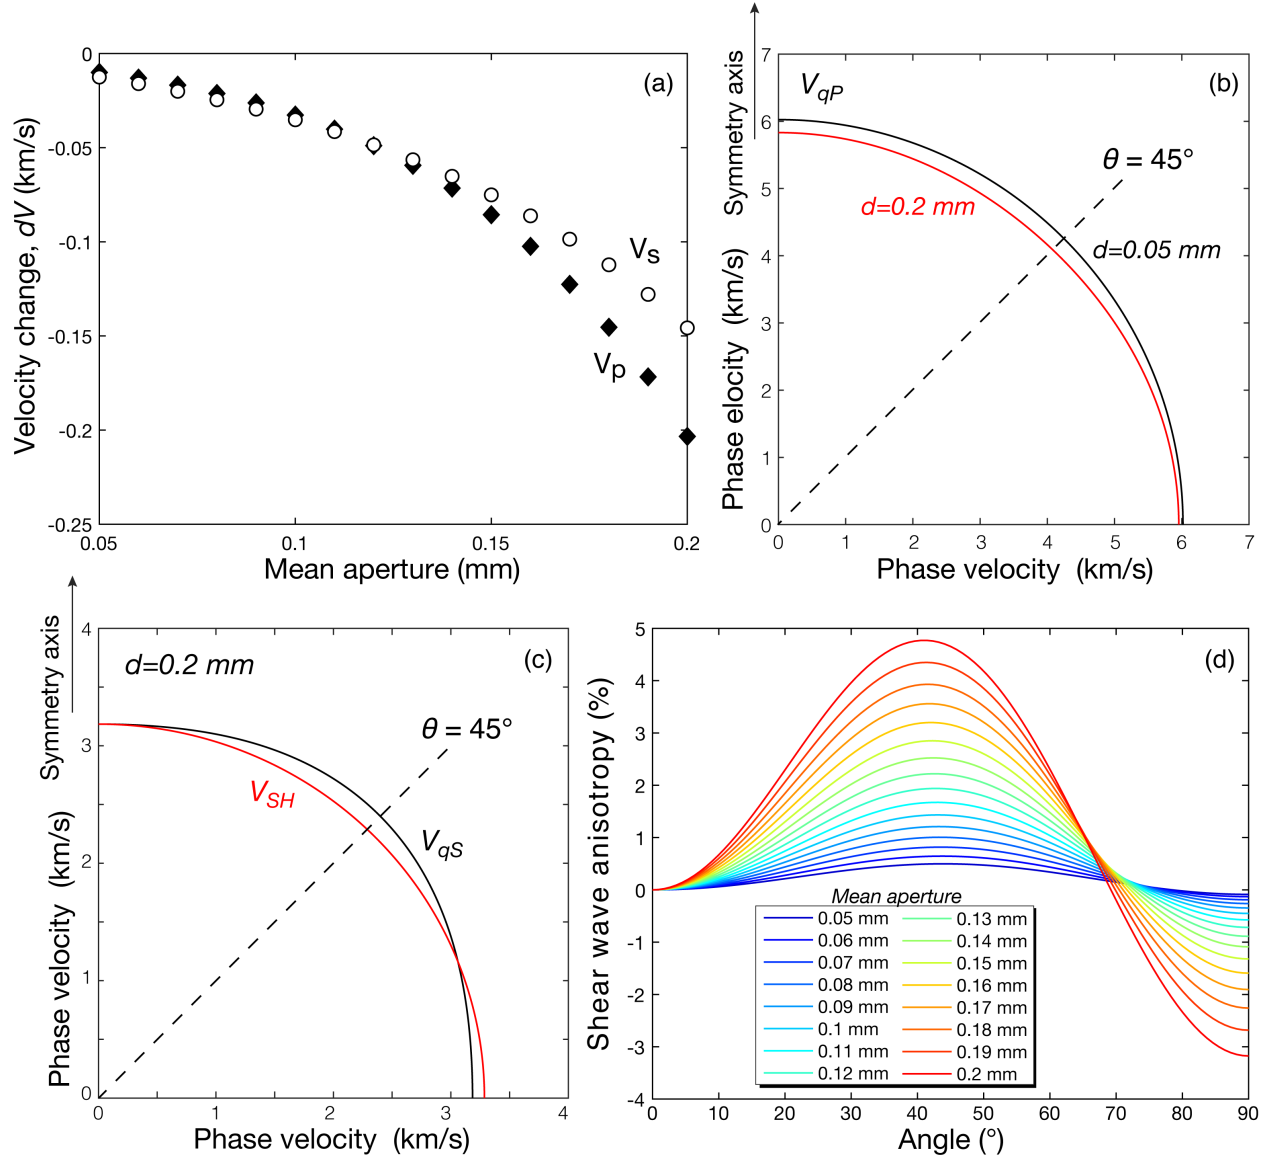 (a)
Velocity change, dV (km/s)
0
-0.05
-0.1
-0.15
-0.2
-0.25
Vs
Vp
0.05
0.1
0.15
0.2
Mean aperture (mm)
(b)
Symmetry axis
Phase elocity (km/s)
7
6
5
4
3
2
1
0
VqP
θ = 45°
d=0.2 mm
d=0.05 mm
0 1 2 3 4 5 6 7
Phase velocity (km/s)
(c)
Symmetry axis
Phase velocity (km/s)
4
3
2
1
0
d=0.2 mm
θ = 45°
VSH
VqS
0 1 2 3 4
Phase velocity (km/s)
(d)
Shear wave anisotropy (%)
5
4
3
2
1
0
-1
-2
-3
-4
Mean aperture
0.05 mm 0.13 mm
0.06 mm 0.14 mm
0.07 mm 0.15 mm
0.08 mm 0.16 mm
0.09 mm 0.17 mm
0.1 mm 0.18 mm
0.11 mm 0.19 mm
0.12 mm 0.2 mm
0 10 20 30 40 50 60 70 80 90
Angle (°)